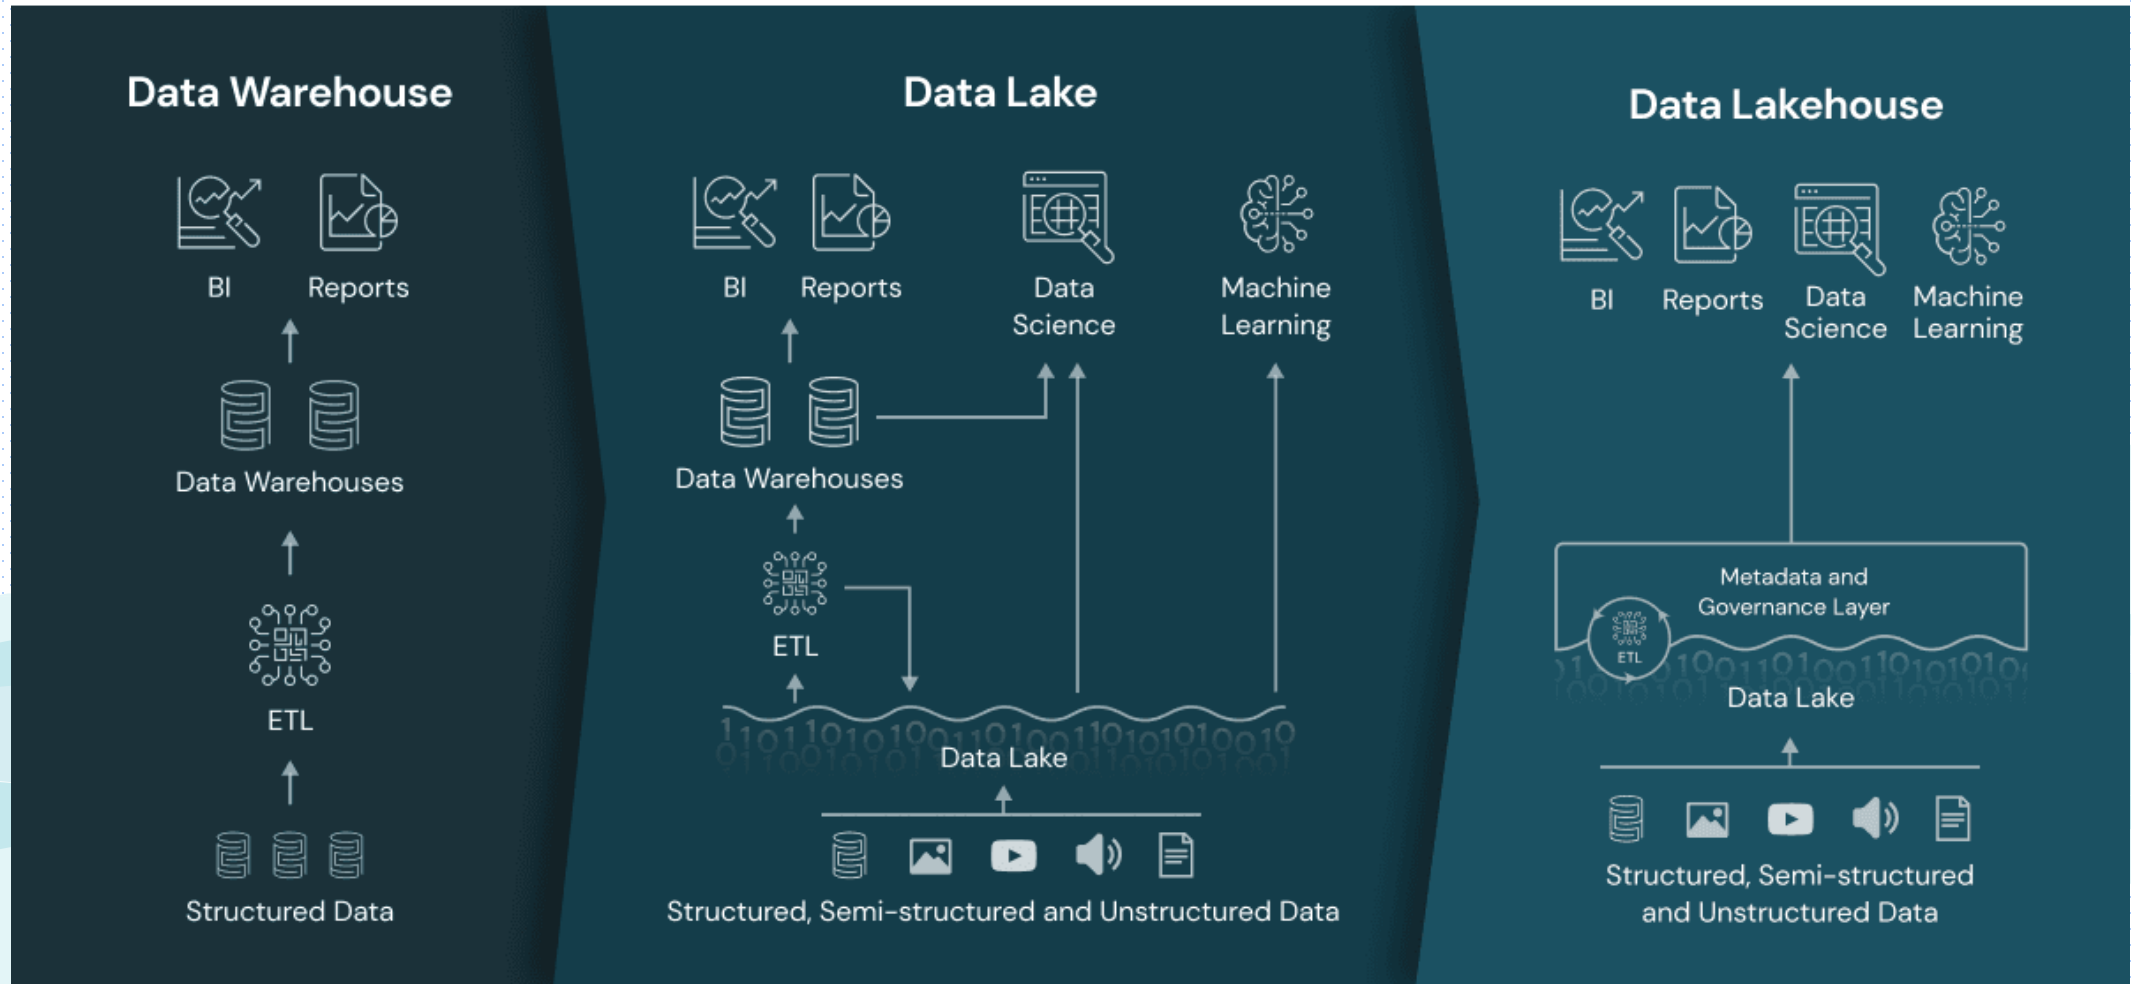 Data Warehouse
BI
Reports
Data Warehouses
ETL
Structured Data
Data Lake
BI
Reports
Data
Science
Machine
Learning
Data Warehouses
ETL
Data Lake
Structured, Semi-structured and Unstructured Data
Data Lakehouse
BI
Reports
Data
Science
Machine
Learning
Metadata and
Governance Layer
ETL
Data Lake
Structured, Semi-structured
and Unstructured Data